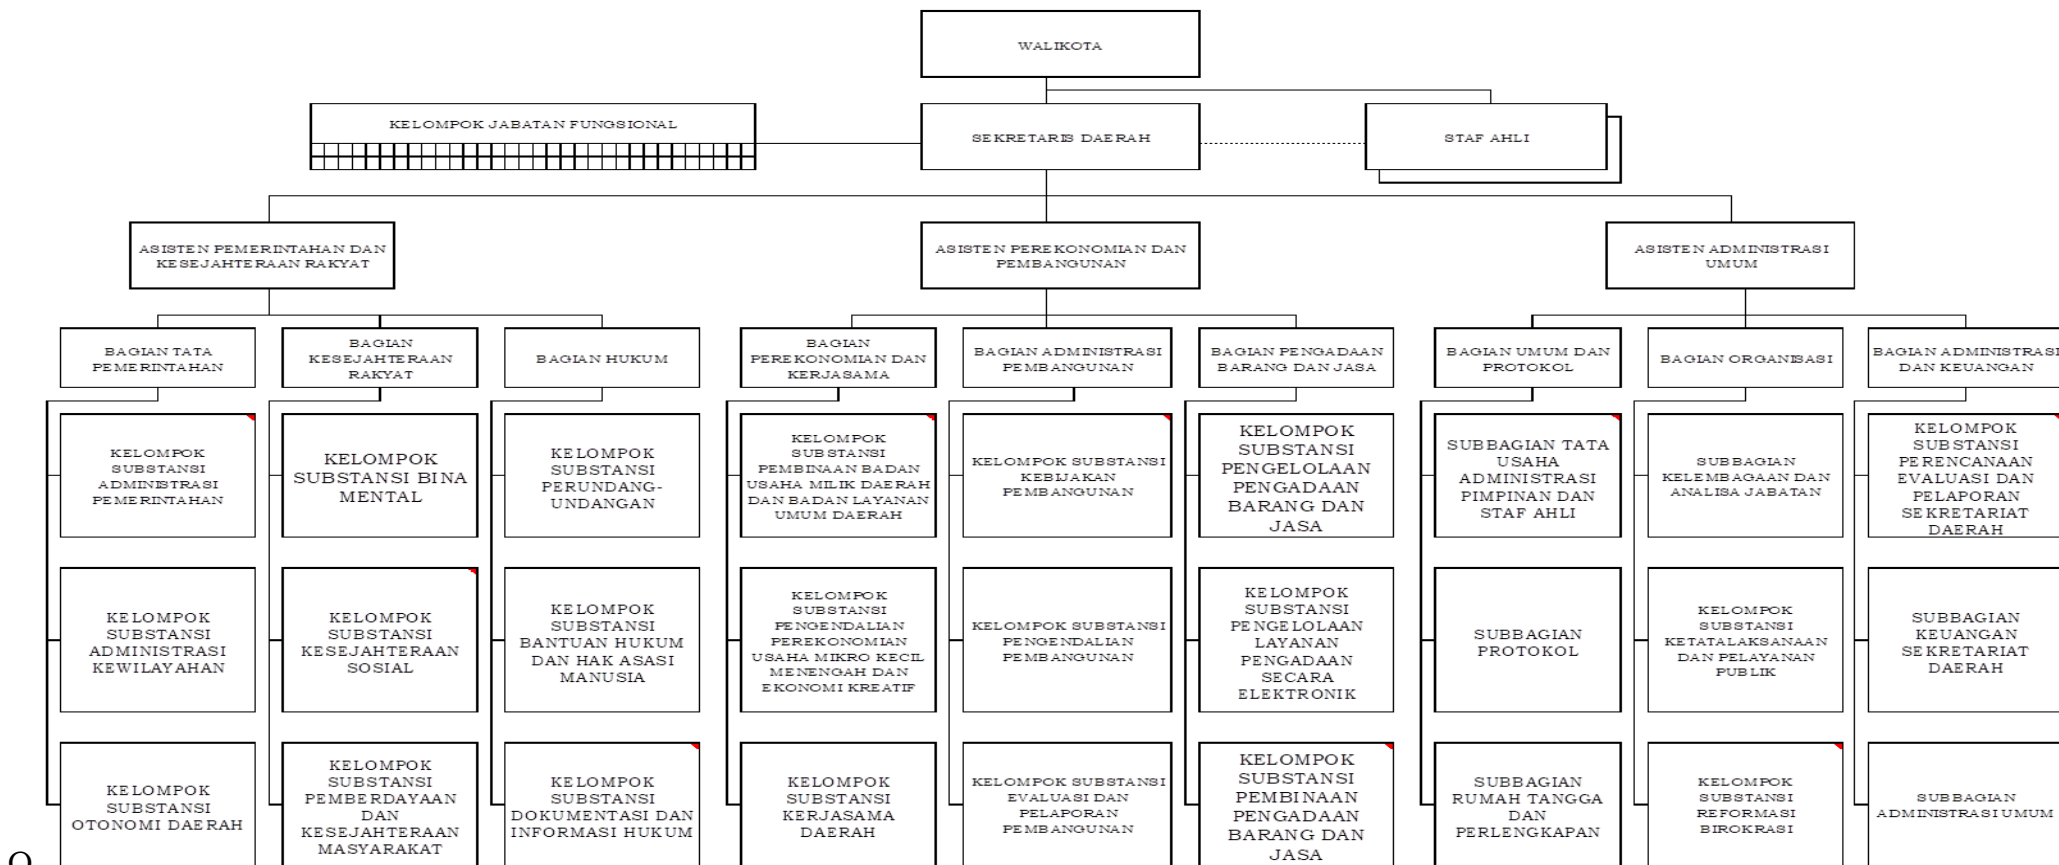 WALIKOTA
KELOMPOK JABATAN FUNGSIONAL
SEKRETARIS DAERAH
STAF AHLI
ASISTEN PEMERINTAHAN DAN
KESEJAHTERAAN RAKYAT
ASISTEN PEREKONOMIAN DAN
PEMBANGUNAN
ASISTEN ADMINISTRASI
UMUM
BAGIAN TATA
PEMERINTAHAN
BAGIAN
KESEJAHTERAAN
RAKYAT
BAGIAN HUKUM
BAGIAN
PEREKONOMIAN DAN
KERJASAMA
BAGIAN ADMINISTRASI
PEMBANGUNAN
BAGIAN PENGADAAN
BARANG DAN JASA
BAGIAN UMUM DAN
PROTOKOL
BAGIAN ORGANISASI
BAGIAN ADMINISTRASI
DAN KEUANGAN
KELOMPOK
SUBSTANSI
ADMINISTRASI
PEMERINTAHAN
KELOMPOK
SUBSTANSI BINA
MENTAL
KELOMPOK
SUBSTANSI
PERUNDANG-
UNDANGAN
KELOMPOK
SUBSTANSI
PEMBINAAN BADAN
USAHA MILIK DAERAH
DAN BADAN LAYANAN
UMUM DAERAH
KELOMPOK SUBSTANSI
KEBIJAKAN
PEMBANGUNAN
KELOMPOK
SUBSTANSI
PENGELOLAAN
PENGADAAN
BARANG DAN
JASA
SUBBAGIAN TATA
USAHA
ADMINISTRASI
PIMPINAN DAN
STAF AHLI
SUBBAGIAN
KELEMBAGAAN DAN
ANALISA JABATAN
KELOMPOK
SUBSTANSI
PERENCANAAN
EVALUASI DAN
PELAPORAN
SEKRETARIAT
DAERAH
KELOMPOK
SUBSTANSI
ADMINISTRASI
KEWILAYAHAN
KELOMPOK
SUBSTANSI
KESEJAHTERAAN
SOSIAL
KELOMPOK
SUBSTANSI
BANTUAN HUKUM
DAN HAK ASASI
MANUSIA
KELOMPOK
SUBSTANSI
PENGENDALIAN
PEREKONOMIAN
USAHA MIKRO KECIL
MENENGAH DAN
EKONOMI KREATIF
KELOMPOK SUBSTANSI
PENGENDALIAN
PEMBANGUNAN
KELOMPOK
SUBSTANSI
PENGELOLAAN
LAYANAN
PENGADAAN
SECARA
ELEKTRONIK
SUBBAGIAN
PROTOKOL
KELOMPOK
SUBSTANSI
KETATALAKSANAAN
DAN PELAYANAN
PUBLIK
SUBBAGIAN
KEUANGAN
SEKRETARIAT
DAERAH
KELOMPOK
SUBSTANSI
OTONOMI DAERAH
KELOMPOK
SUBSTANSI
PEMBERDAYAAN
DAN
KESEJAHTERAAN
MASYARAKAT
KELOMPOK
SUBSTANSI
DOKUMENTASI DAN
INFORMASI HUKUM
KELOMPOK
SUBSTANSI
KERJASAMA
DAERAH
KELOMPOK SUBSTANSI
EVALUASI DAN
PELAPORAN
PEMBANGUNAN
KELOMPOK
SUBSTANSI
PEMBINAAN
PENGADAAN
BARANG DAN
JASA
SUBBAGIAN
RUMAH TANGGA
DAN
PERLENGKAPAN
KELOMPOK
SUBSTANSI
REFORMASI
BIROKRASI
SUBBAGIAN
ADMINISTRASI UMUM